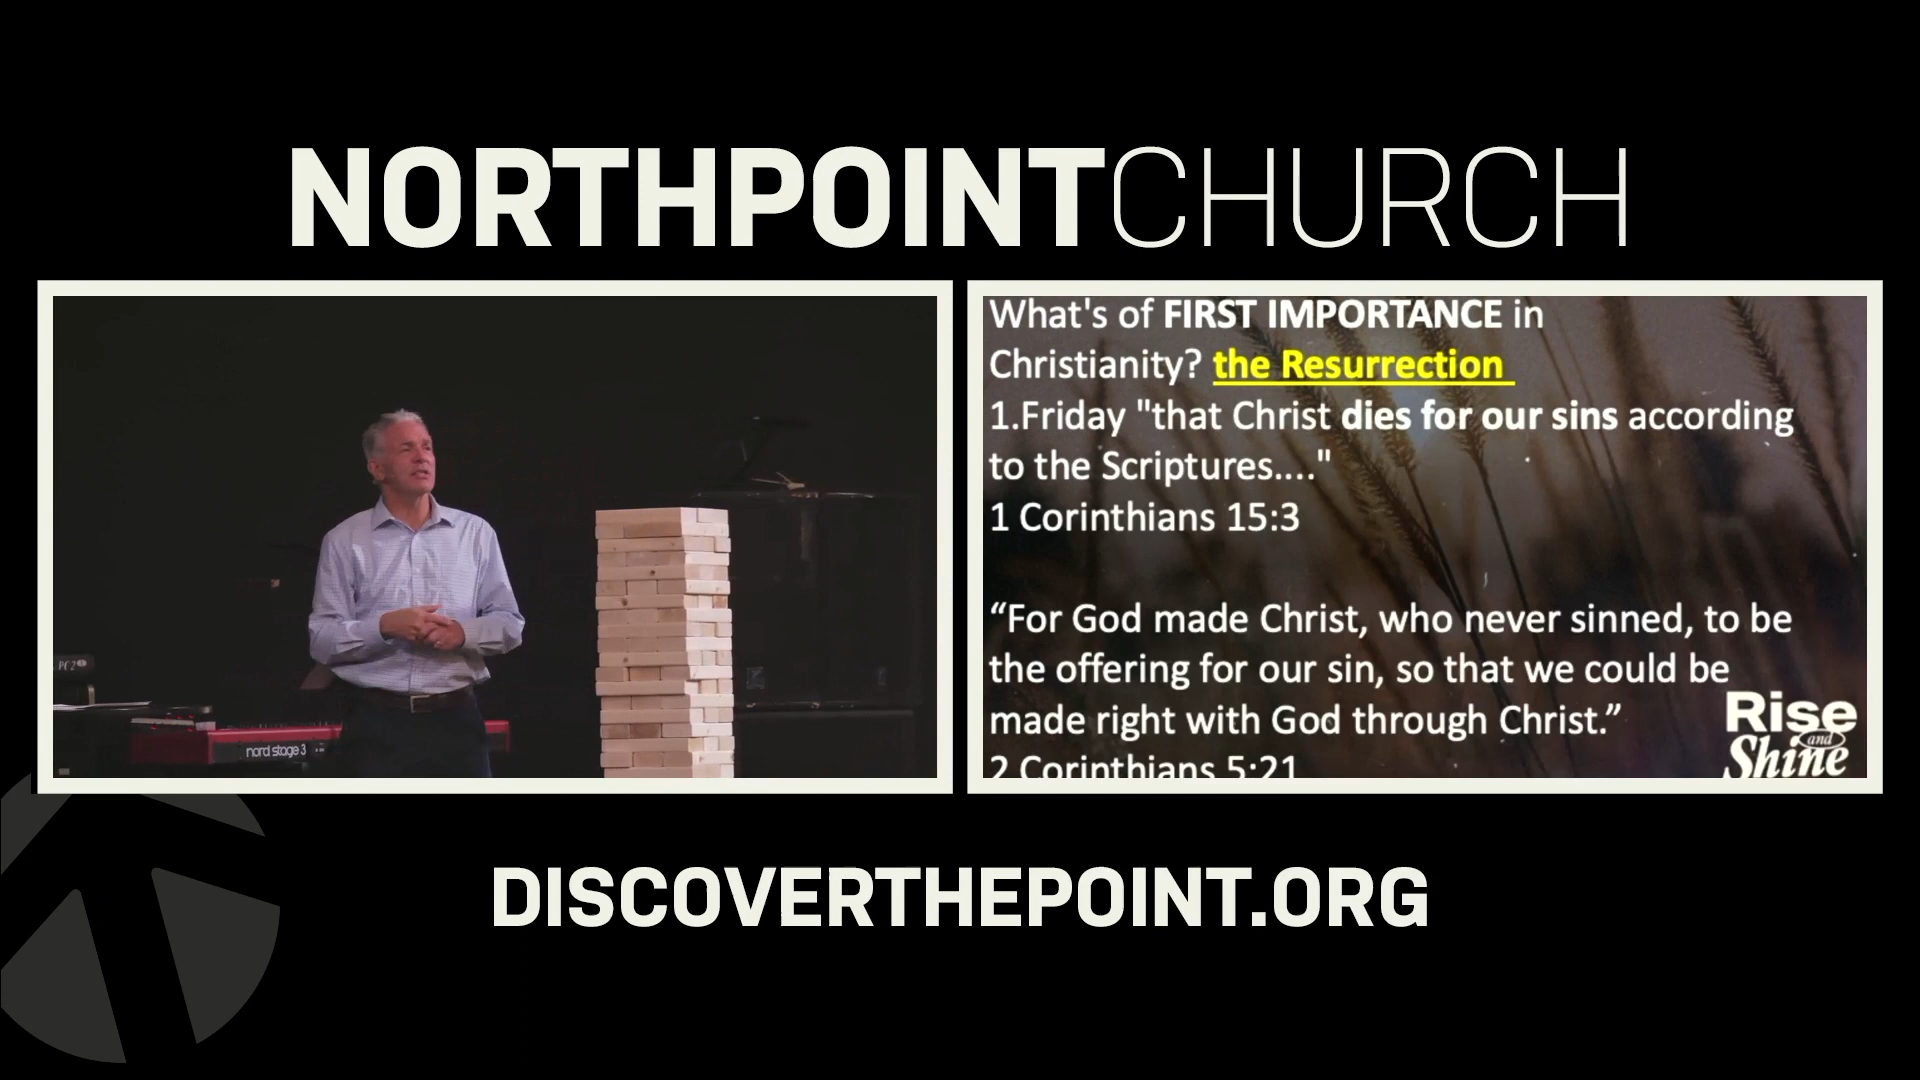 NORTHPOINTCHURCH
PC2
nord stage 3
What's of FIRST IMPORTANCE in
Christianity? the Resurrection
1.Friday "that Christ dies for our sins according
to the Scriptures...."
1 Corinthians 15:3
“For God made Christ, who never sinned, to be
the offering for our sin, so that we could be
made right with God through Christ.”
2 Corinthians 5:21
Rise
and
Shine
DISCOVERTHEPOINT.ORG